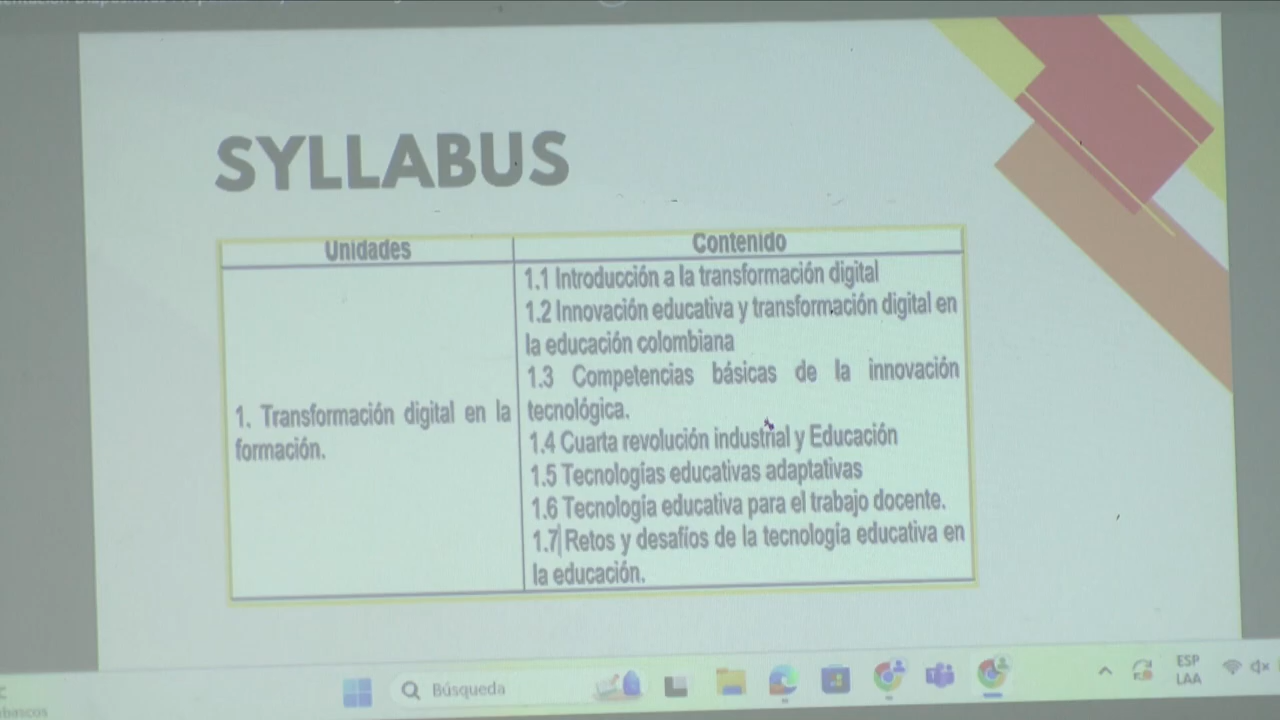 SYLLABUS
Unidades
Contenido
1. Transformación digital en la
formación.
1.1 Introducción a la transformación digital
1.2 Innovación educativa y transformación digital en
la educación colombiana
1.3 Competencias básicas de la innovación
tecnológica.
1.4 Cuarta revolución industrial y Educación
1.5 Tecnologías educativas adaptativas
1.6 Tecnología educativa para el trabajo docente.
1.7 Retos y desafíos de la tecnología educativa en
la educación.
Búsqueda
ESP
LAA